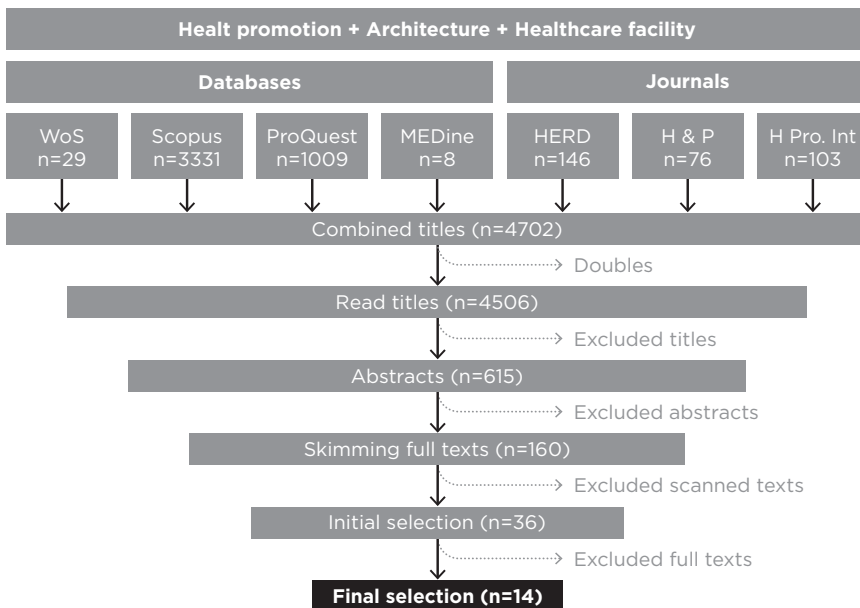 Healt promotion + Architecture + Healthcare facility
Databases
Journals
WoS
n=29
Scopus
n=3331
ProQuest
n=1009
MEDine
n=8
HERD
n=146
H & P
n=76
H Pro. Int
n=103
Combined titles (n=4702)
Doubles
Read titles (n=4506)
Excluded titles
Abstracts (n=615)
Excluded abstracts
Skimming full texts (n=160)
Excluded scanned texts
Initial selection (n=36)
Excluded full texts
Final selection (n=14)